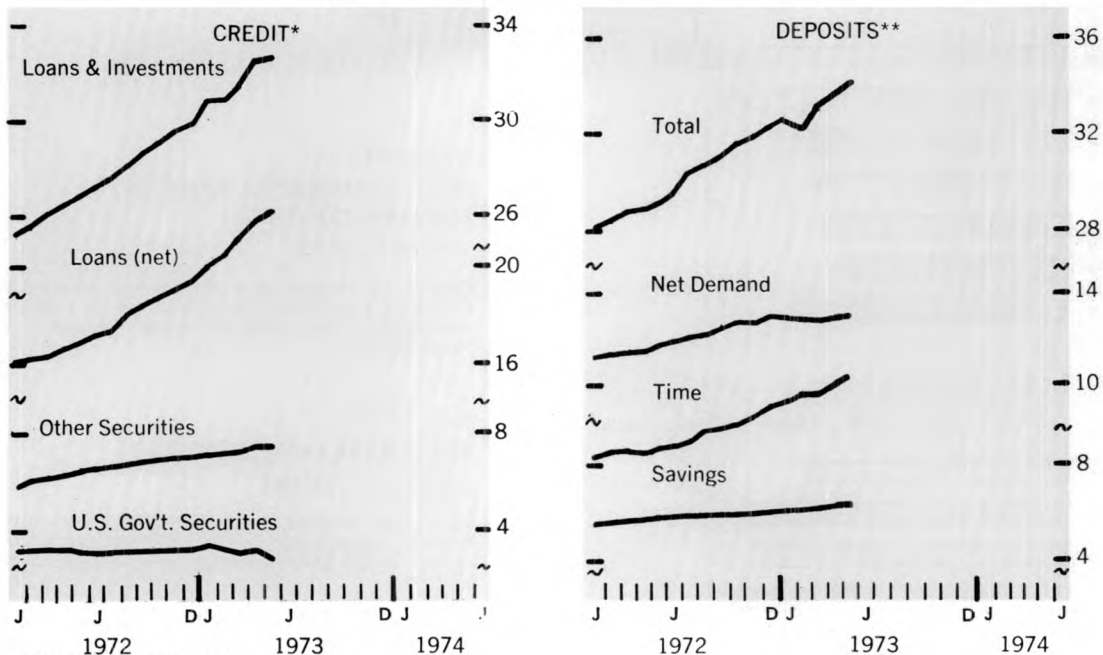 CREDIT*
34
Loans & Investments
30
26
Loans (net)
20
16
Other Securities
8
U.S. Gov't. Securities
4
J J D J J D J J
1972 1973 1974
DEPOSITS**
36
Total
32
28
Net Demand
14
Time
10
Savings
8
4
J J D J J D J J
1972 1973 1974